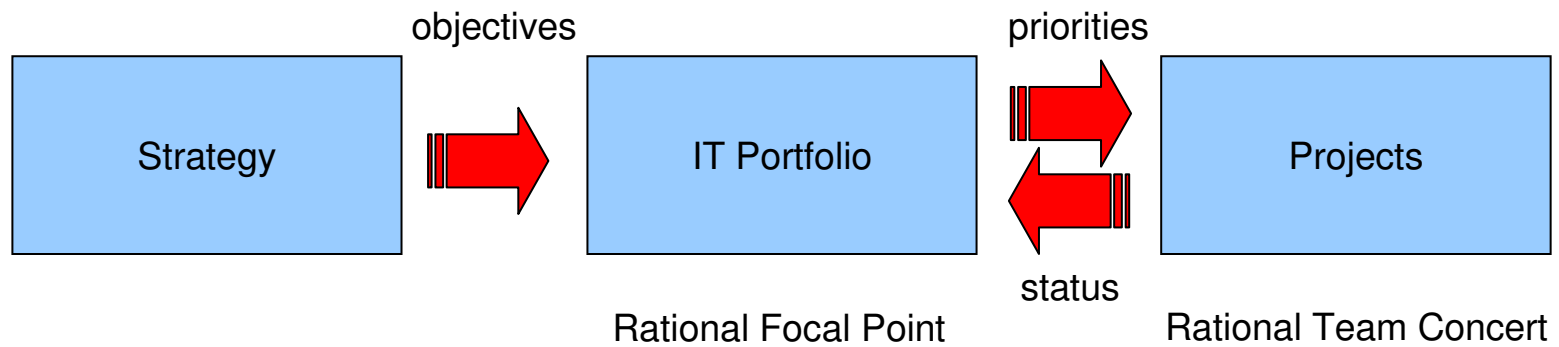 objectives
priorities
Strategy
IT Portfolio
Projects
status
Rational Focal Point
Rational Team Concert